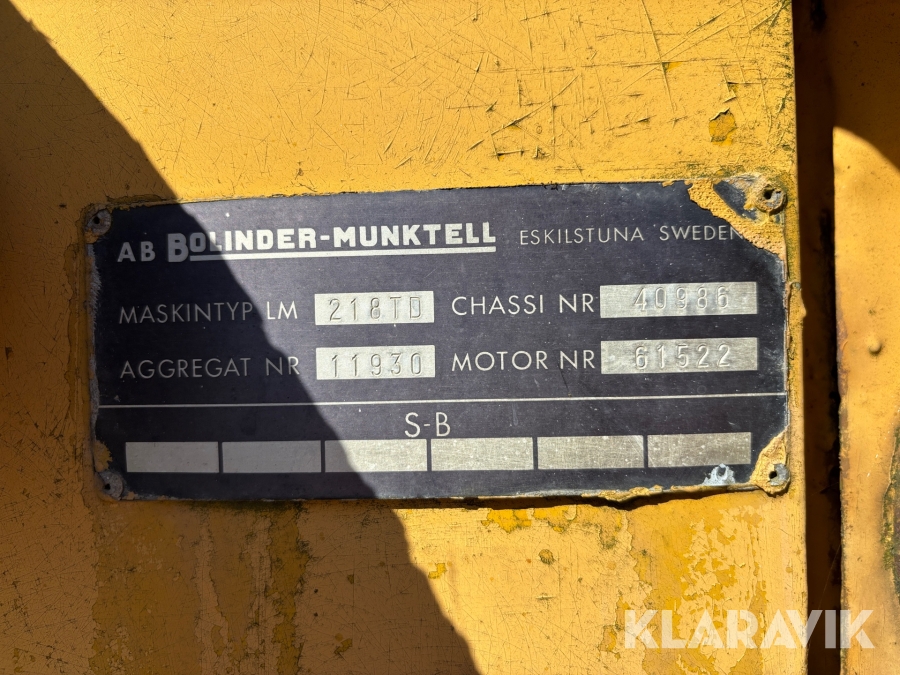 AB BOLINDER-MUNKTELL ESKILSTUNA SWEDEN
MASKINTYP LM 218TD CHASSI NR 40986
AGGREGAT NR 11930 MOTOR NR 61522
S-B
KLARAVIK